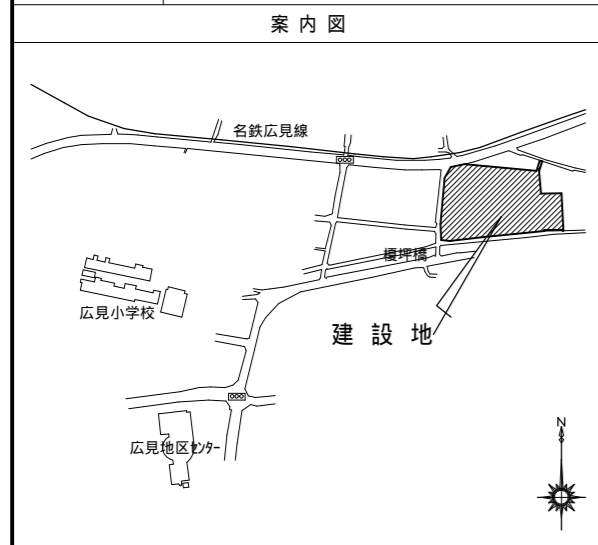 案内図
名鉄広見線
榎坪橋
広見小学校
建設地
広見地区センター
N